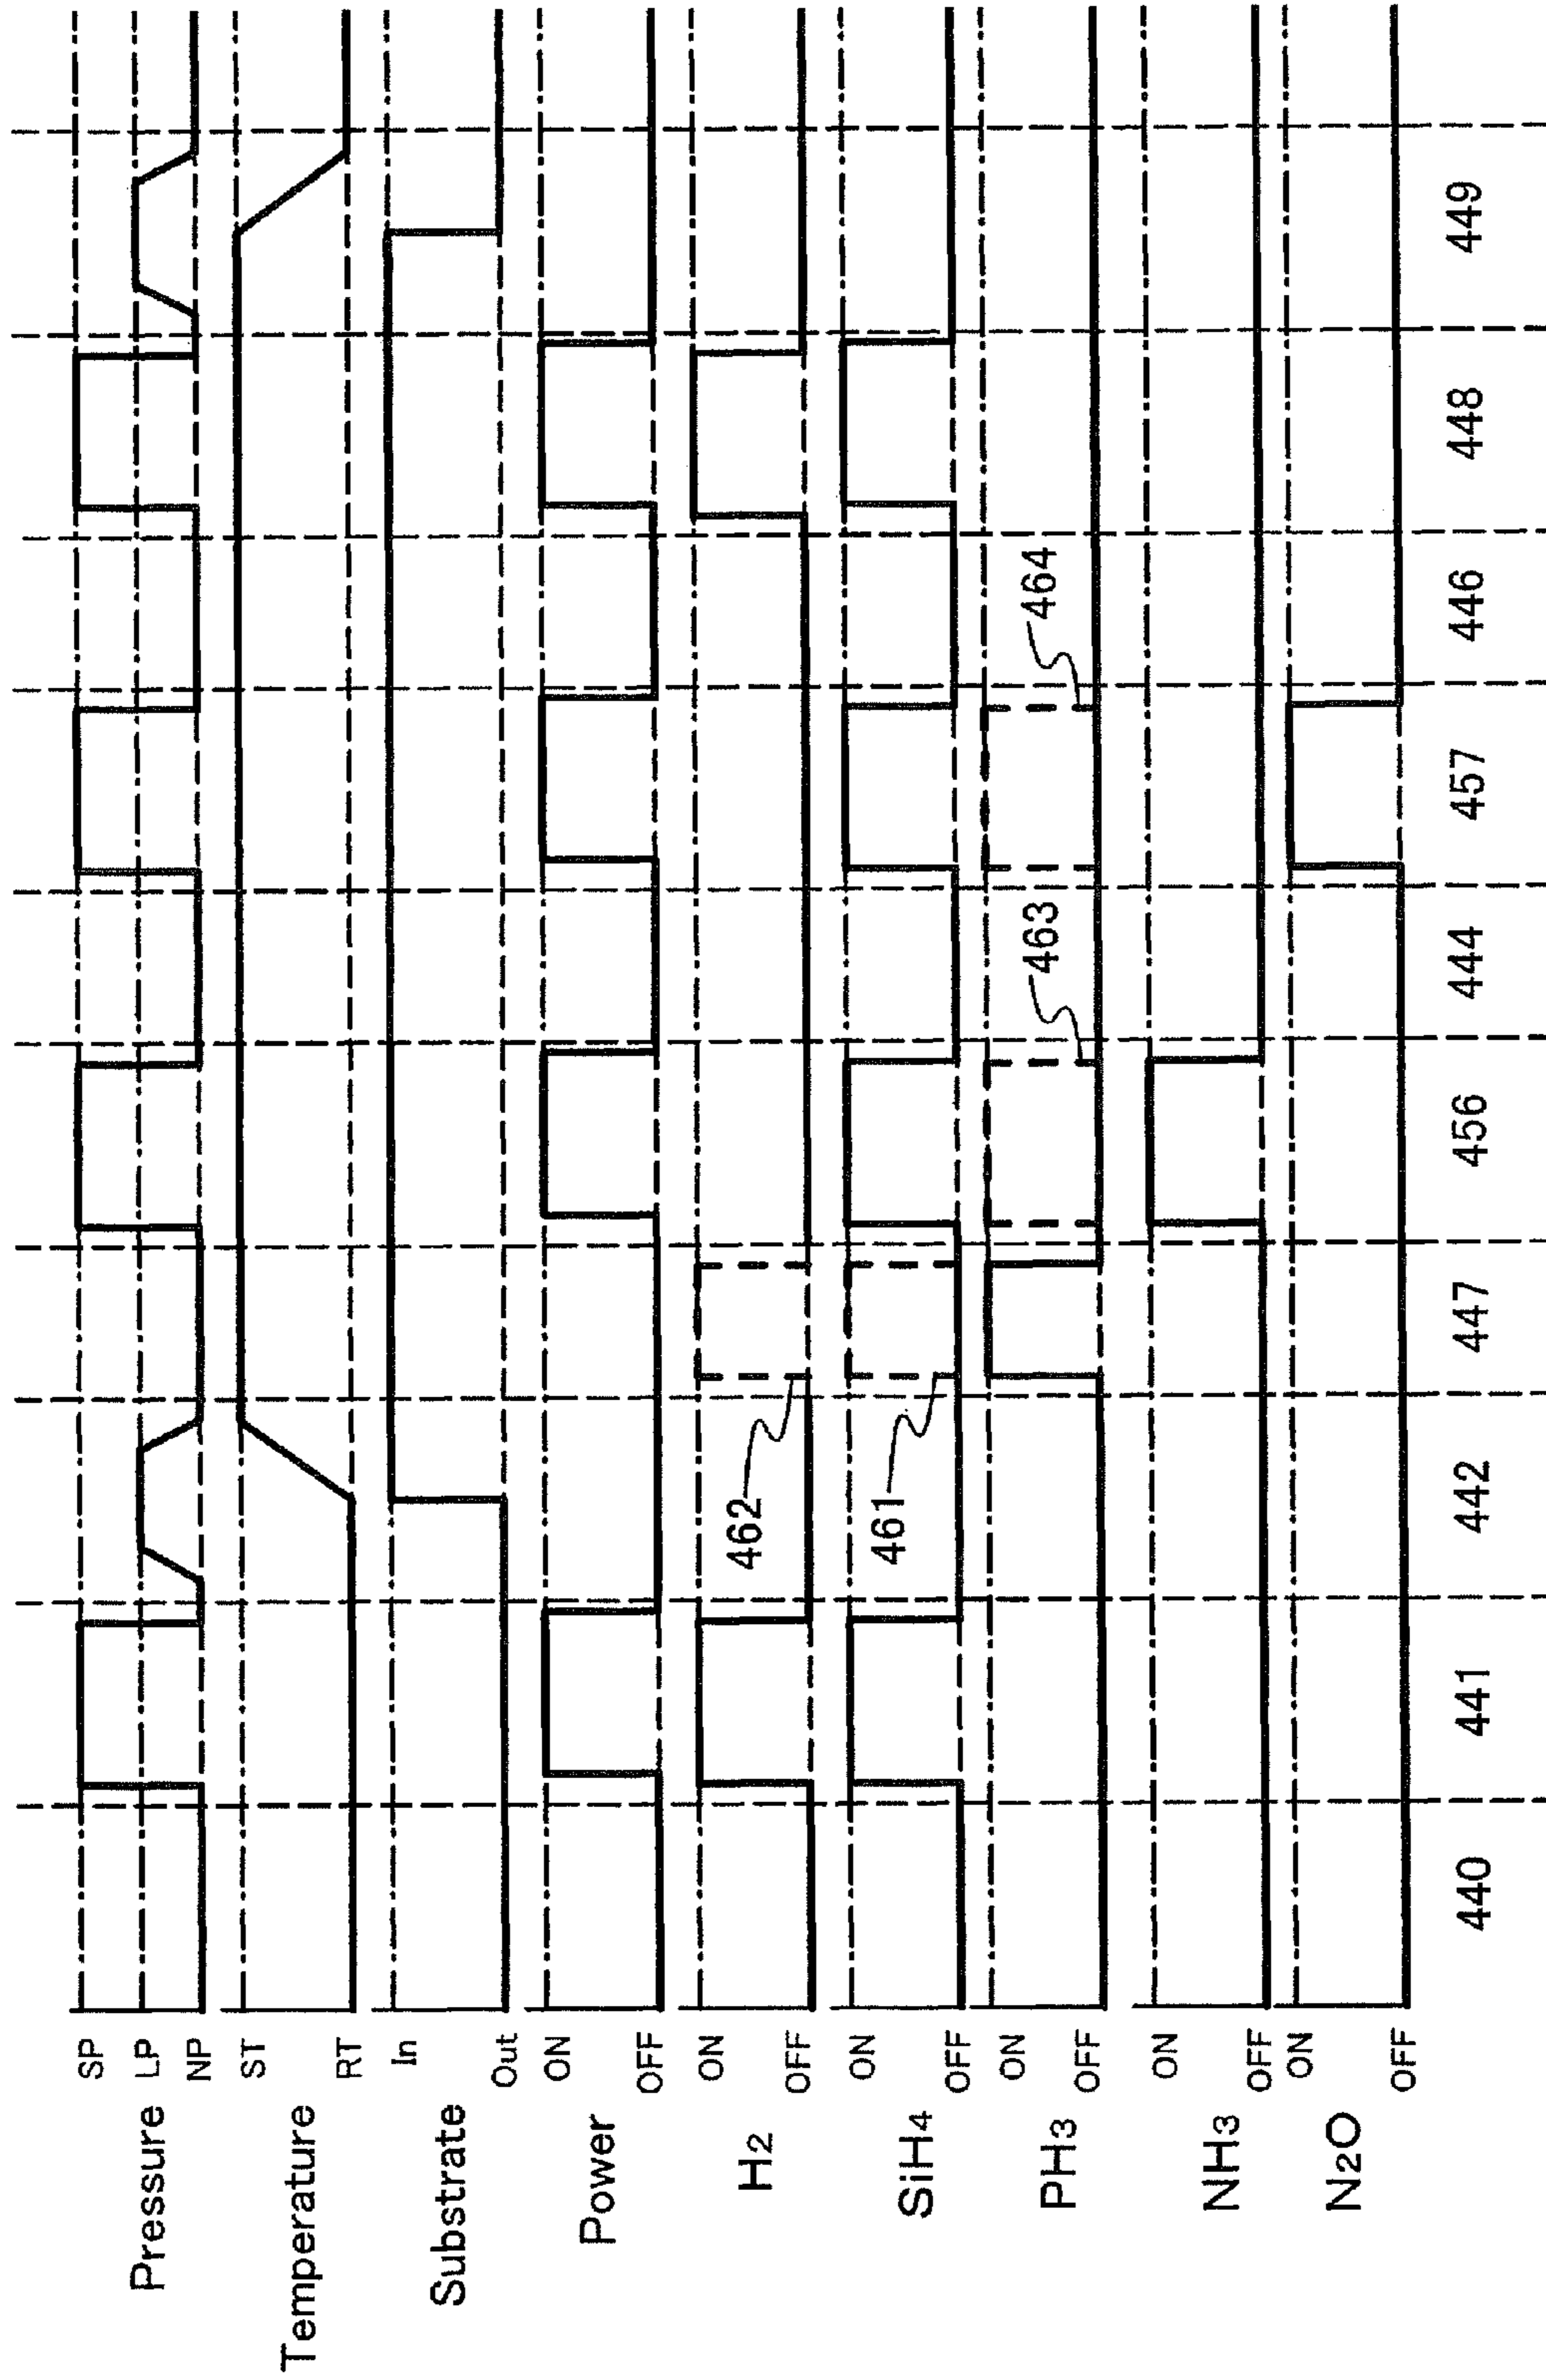 Pressure
SP
LP
NP
Temperature
ST
RT
Substrate
In
Out
Power
ON
OFF
H2
ON
OFF
462
SiH4
ON
OFF
461
PH3
ON
OFF
463
464
NH3
ON
OFF
N2O
ON
OFF
440 441 442 447 456 444 457 446 448 449